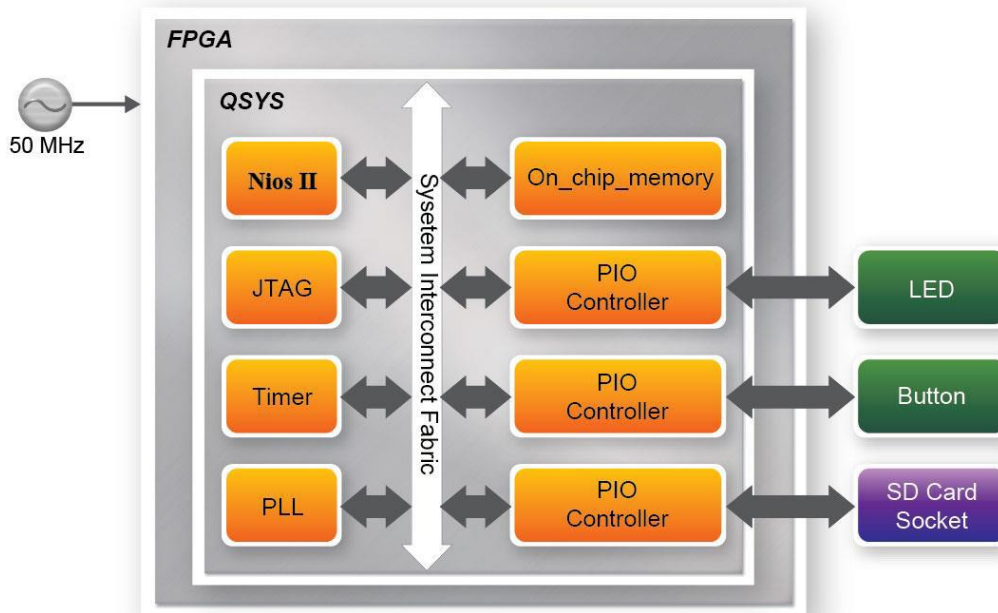 FPGA
QSYS
50 MHz
Nios II
On_chip_memory
JTAG
PIO
Controller
LED
Timer
PIO
Controller
Button
PLL
PIO
Controller
SD Card
Socket
Sysetem Interconnect Fabric